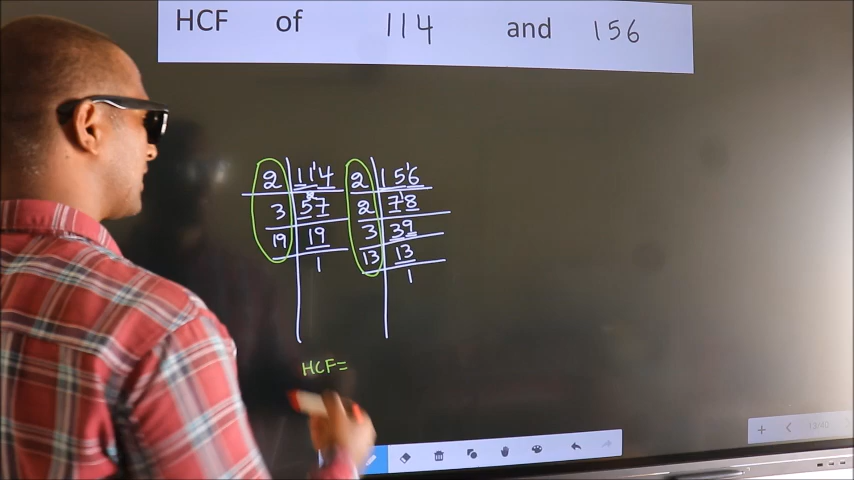 HCF of 114 and 156
2 114 2 156
3 57 2 78
19 19 3 39
1 13 13
1
HCF=